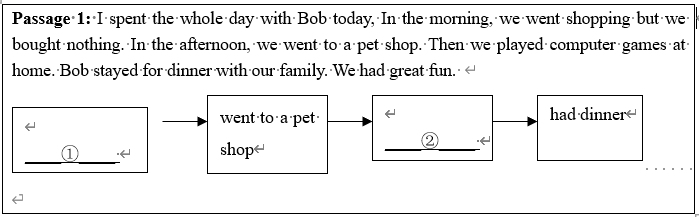 Passage 1: I spent the whole day with Bob today, In the morning, we went shopping but we
bought nothing. In the afternoon, we went to a pet shop. Then we played computer games at
home. Bob stayed for dinner with our family. We had great fun.
①
went to a pet
shop
②
had dinner
......